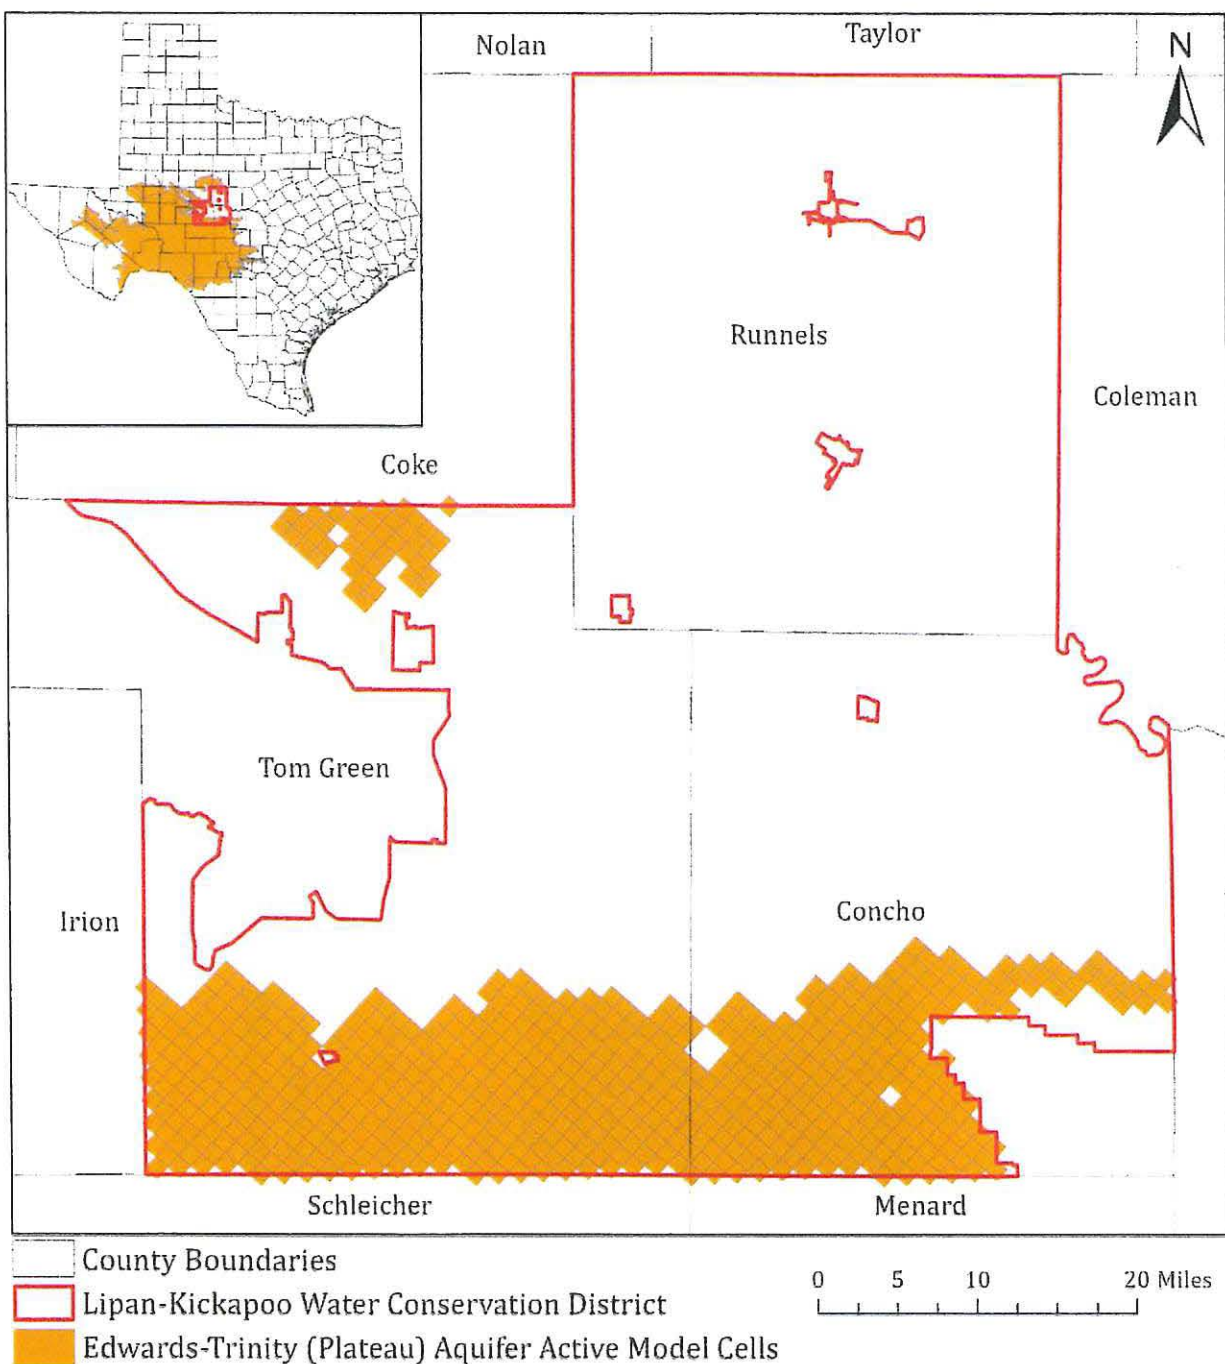 Nolan
Taylor
N
Runnels
Coleman
Coke
Tom Green
Irion
Concho
Schleicher
Menard
County Boundaries
Lipan-Kickapoo Water Conservation District
Edwards-Trinity (Plateau) Aquifer Active Model Cells
0 5 10 20 Miles